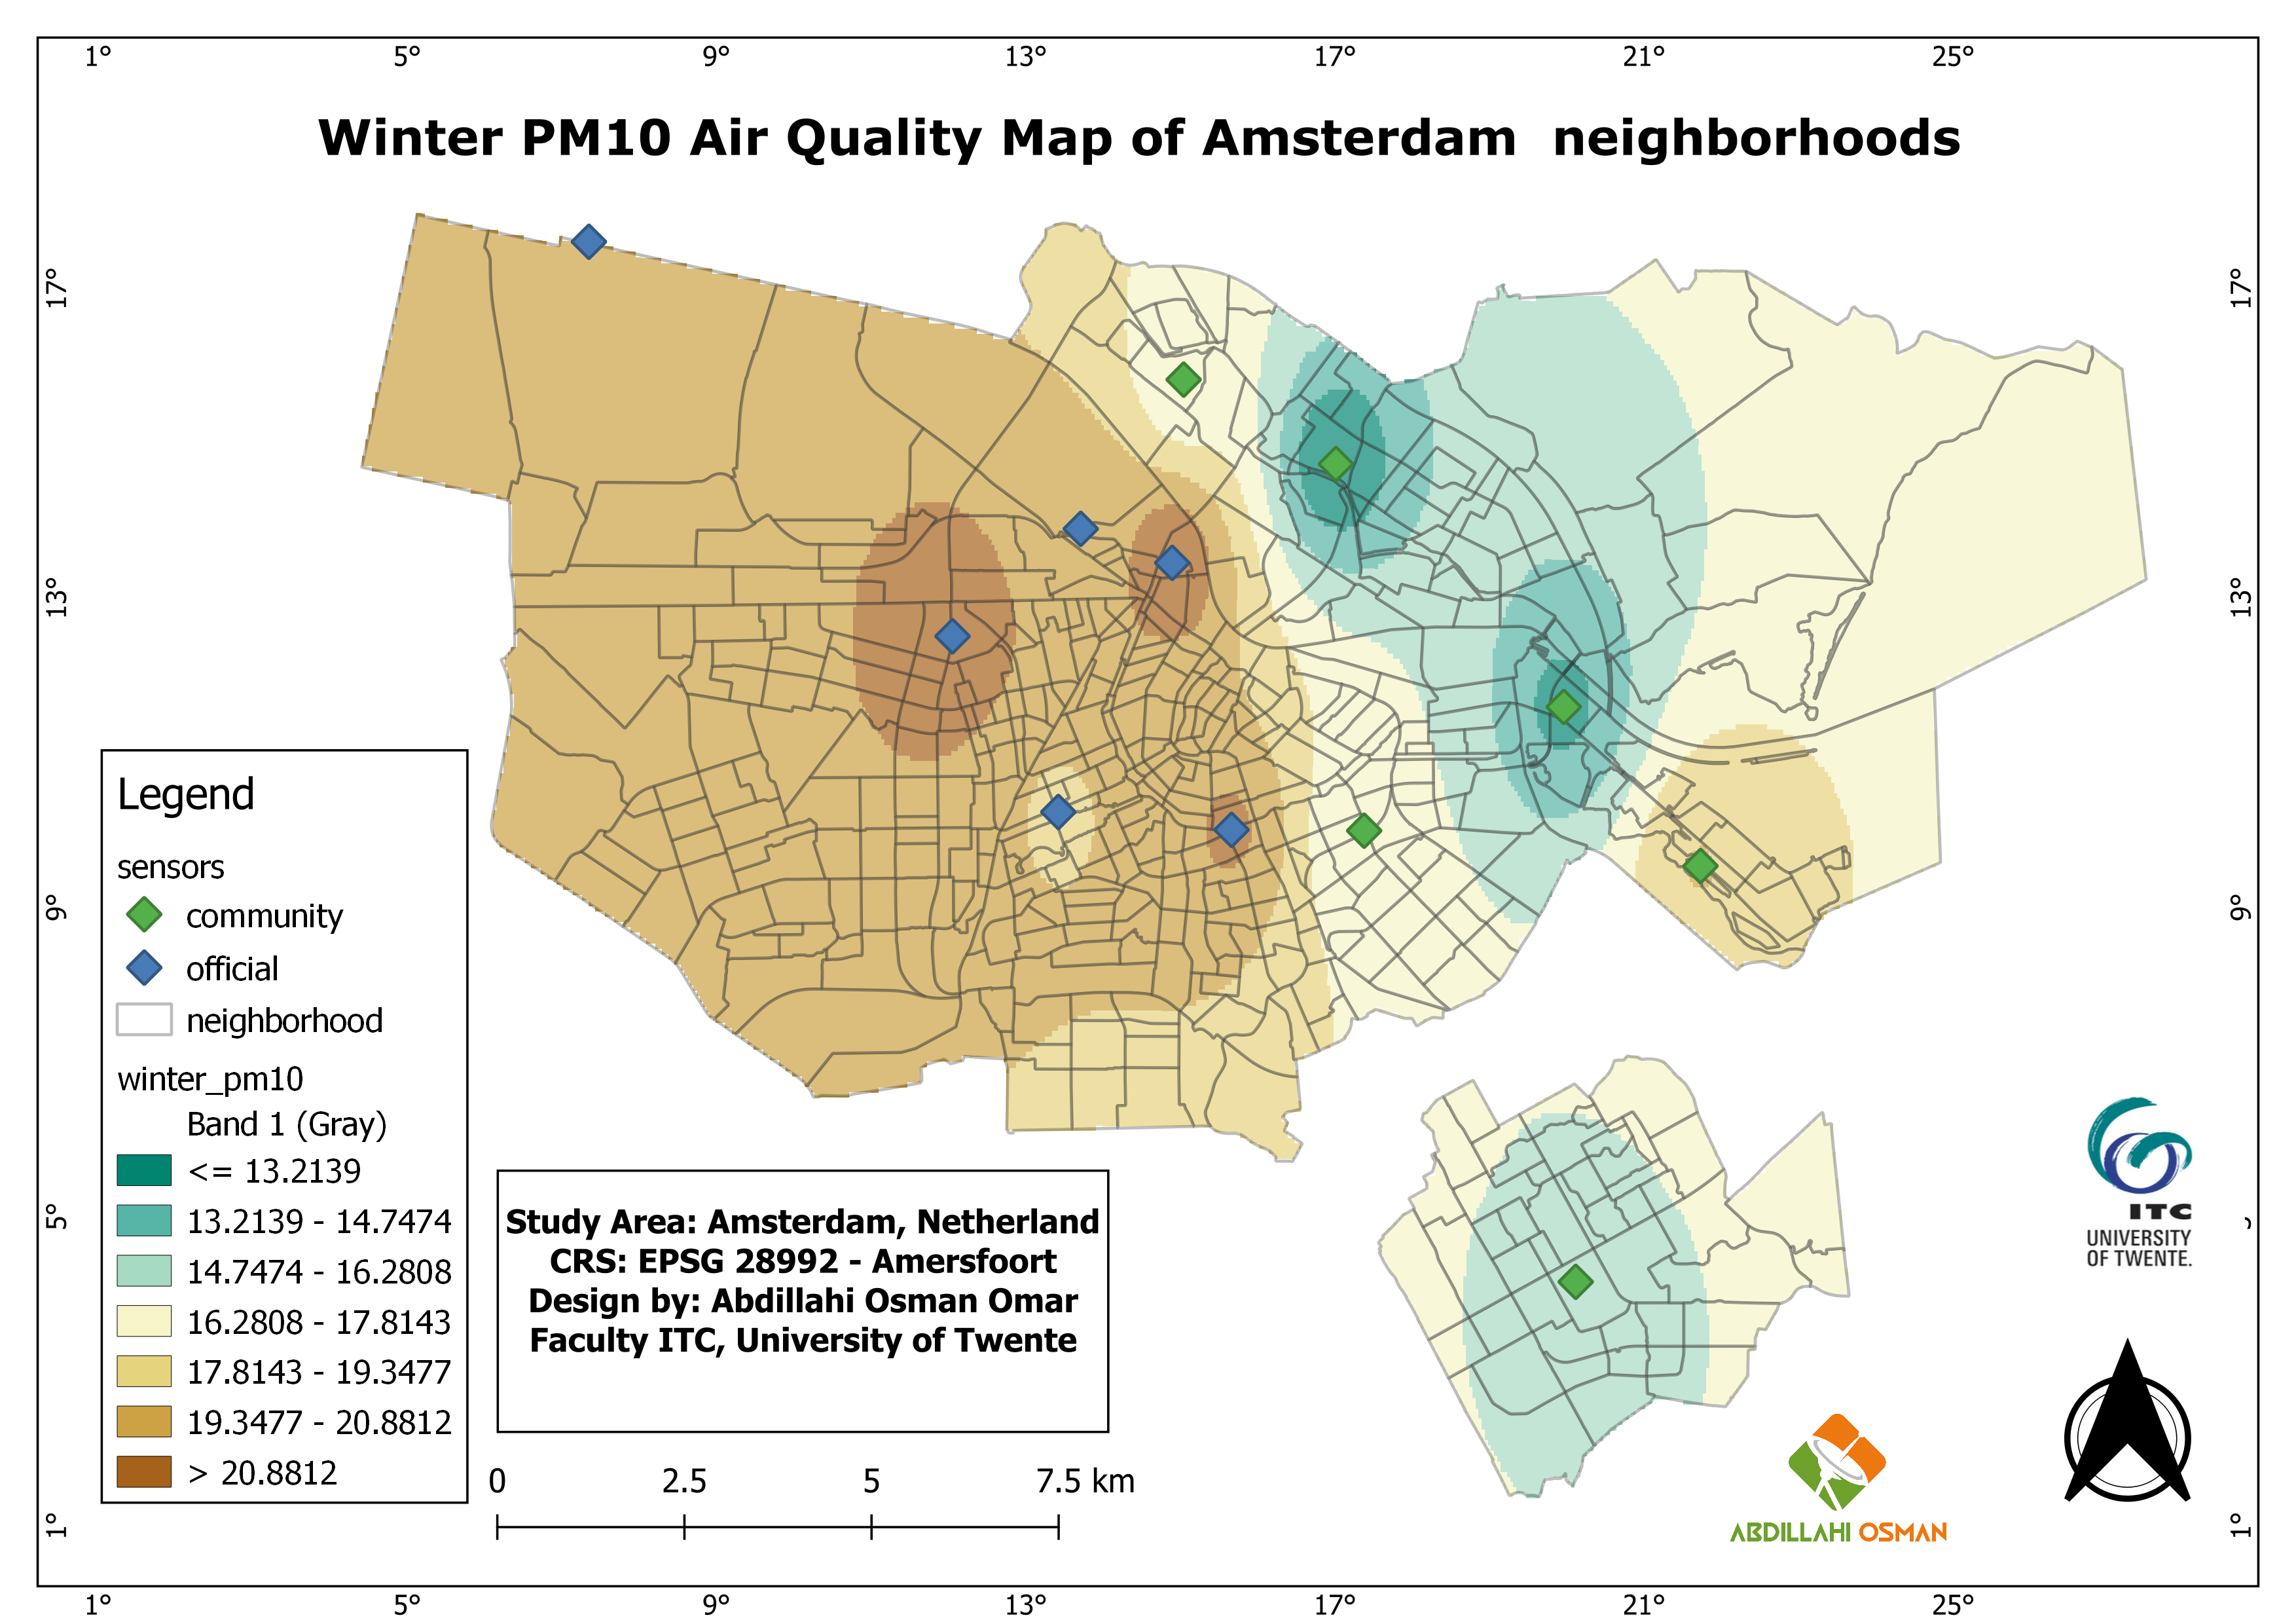 1° 5° 9° 13° 17° 21° 25°
Winter PM10 Air Quality Map of Amsterdam  neighborhoods
17° 17°
13° 13°
9° 9°
5°
1° 1°
Legend
sensors
community
official
neighborhood
winter_pm10
Band 1 (Gray)
<= 13.2139
13.2139 - 14.7474
14.7474 - 16.2808
16.2808 - 17.8143
17.8143 - 19.3477
19.3477 - 20.8812
> 20.8812
Study Area: Amsterdam, Netherland
CRS: EPSG 28992 - Amersfoort
Design by: Abdillahi Osman Omar
Faculty ITC, University of Twente
0 2.5 5 7.5 km
ITC
UNIVERSITY
OF TWENTE.
ABDILLAHI OSMAN
1° 5° 9° 13° 17° 21° 25°